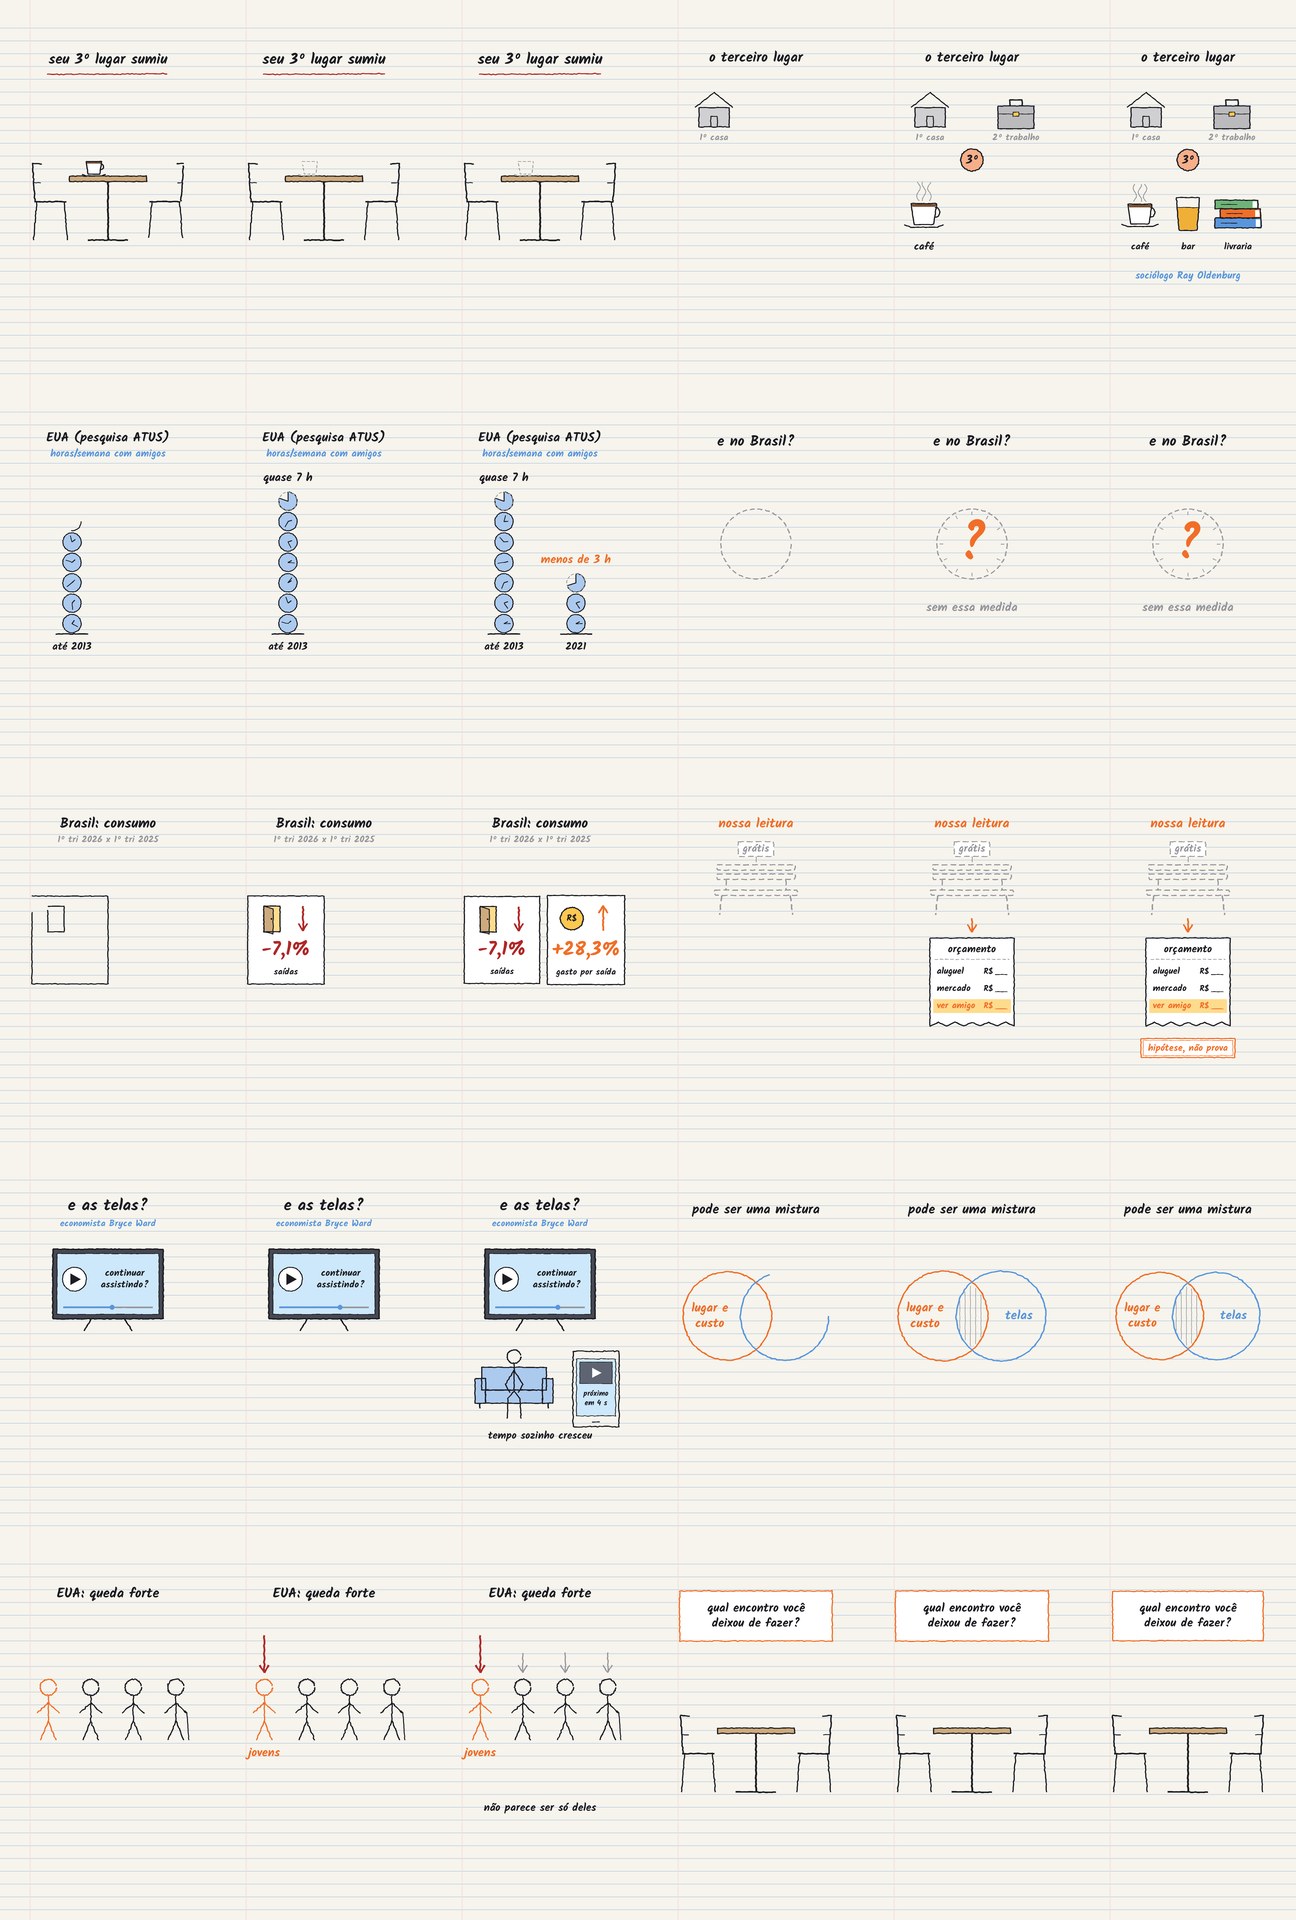 seu 3º lugar sumiu
seu 3º lugar sumiu
seu 3º lugar sumiu
o terceiro lugar
1º casa
o terceiro lugar
1º casa
2º trabalho
3º
café
o terceiro lugar
1º casa
2º trabalho
3º
café
bar
livraria
sociólogo Ray Oldenburg
EUA (pesquisa ATUS)
horas/semana com amigos
até 2013
EUA (pesquisa ATUS)
horas/semana com amigos
quase 7 h
até 2013
EUA (pesquisa ATUS)
horas/semana com amigos
quase 7 h
menos de 3 h
até 2013
2021
e no Brasil?
e no Brasil?
?
sem essa medida
e no Brasil?
?
sem essa medida
Brasil: consumo
1º tri 2026 x 1º tri 2025
Brasil: consumo
1º tri 2026 x 1º tri 2025
-7,1%
saídas
Brasil: consumo
1º tri 2026 x 1º tri 2025
-7,1%
saídas
R$
+28,3%
gasto por saída
nossa leitura
grátis
nossa leitura
grátis
orçamento
aluguel R$ __
mercado R$ __
ver amigo R$ __
nossa leitura
grátis
orçamento
aluguel R$ __
mercado R$ __
ver amigo R$ __
hipótese, não prova
e as telas?
economista Bryce Ward
continuar
assistindo?
e as telas?
economista Bryce Ward
continuar
assistindo?
e as telas?
economista Bryce Ward
continuar
assistindo?
próximo
em 4 s
tempo sozinho cresceu
pode ser uma mistura
lugar e
custo
pode ser uma mistura
lugar e
custo
telas
pode ser uma mistura
lugar e
custo
telas
EUA: queda forte
EUA: queda forte
jovens
EUA: queda forte
jovens
não parece ser só deles
qual encontro você
deixou de fazer?
qual encontro você
deixou de fazer?
qual encontro você
deixou de fazer?